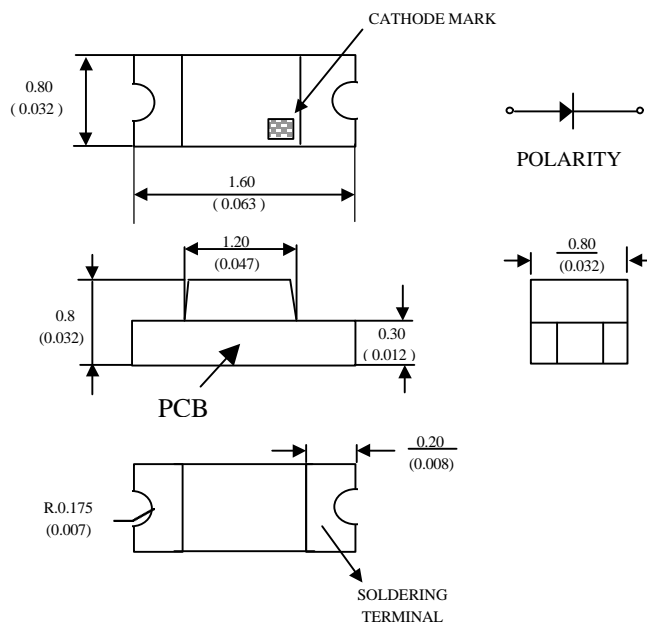 CATHODE MARK
0.80
( 0.032)
POLARITY
1.60
( 0.063 )
1.20
(0.047)
0.80
(0.032)
0.8
(0.032)
0.30
( 0.012 )
PCB
0.20
(0.008)
R.0.175
(0.007)
SOLDERING
TERMINAL